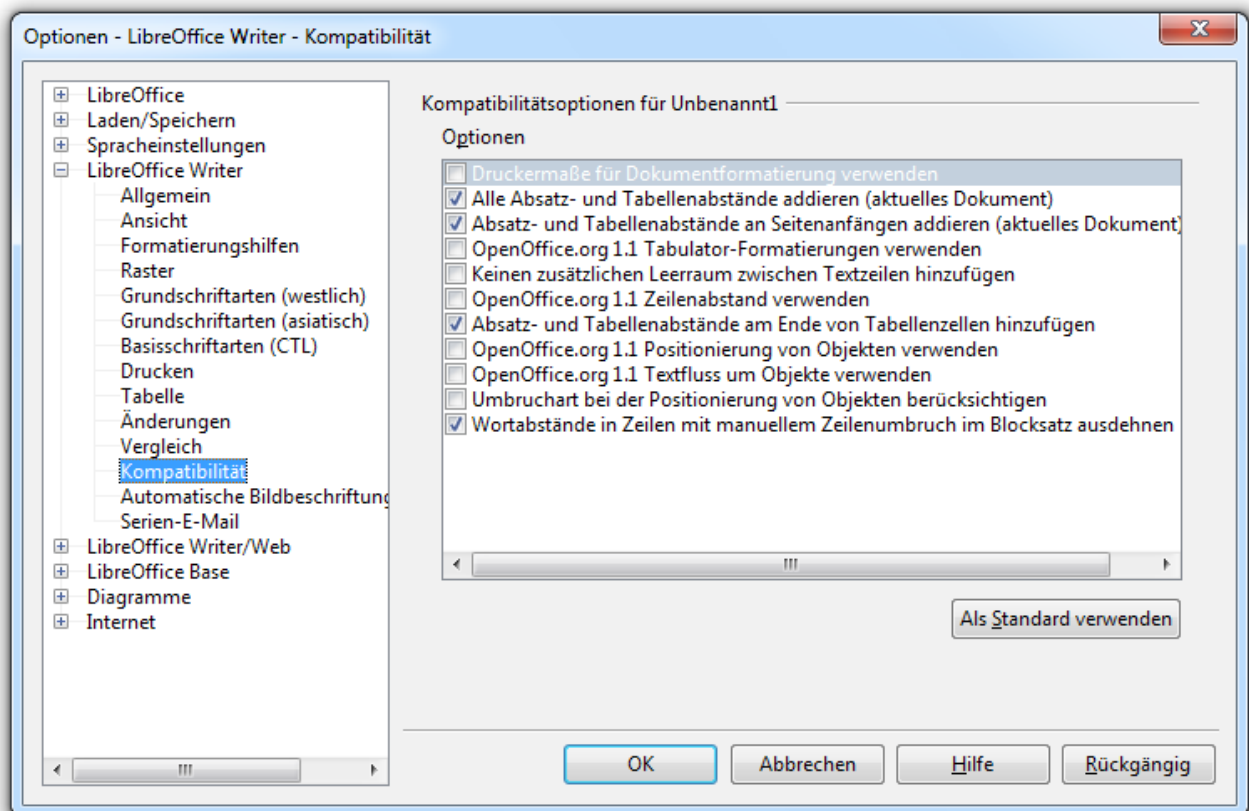 Optionen - LibreOffice Writer - Kompatibilität
LibreOffice
Laden/Speichern
Spracheinstellungen
LibreOffice Writer
Allgemein
Ansicht
Formatierungshilfen
Raster
Grundschriftarten (westlich)
Grundschriftarten (asiatisch)
Basisschriftarten (CTL)
Drucken
Tabelle
Änderungen
Vergleich
Kompatibilität
Automatische Bildbeschriftung
Serien-E-Mail
LibreOffice Writer/Web
LibreOffice Base
Diagramme
Internet
Kompatibilitätsoptionen für Unbenannt1
Optionen
Druckermaße für Dokumentformatierung verwenden
Alle Absatz- und Tabellenabstände addieren (aktuelles Dokument)
Absatz- und Tabellenabstände an Seitenanfängen addieren (aktuelles Dokument)
OpenOffice.org 1.1 Tabulator-Formatierungen verwenden
Keinen zusätzlichen Leerraum zwischen Textzeilen hinzufügen
OpenOffice.org 1.1 Zeilenabstand verwenden
Absatz- und Tabellenabstände am Ende von Tabellenzellen hinzufügen
OpenOffice.org 1.1 Positionierung von Objekten verwenden
OpenOffice.org 1.1 Textfluss um Objekte verwenden
Umbruchart bei der Positionierung von Objekten berücksichtigen
Wortabstände in Zeilen mit manuellem Zeilenumbruch im Blocksatz ausdehnen
Als Standard verwenden
OK
Abbrechen
Hilfe
Rückgängig